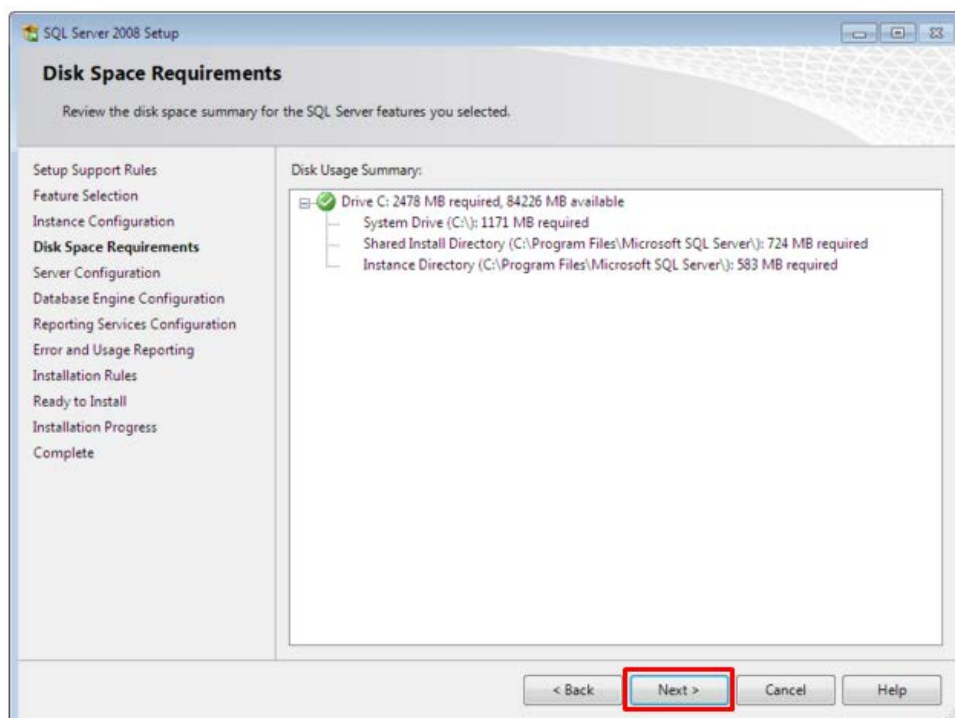 SQL Server 2008 Setup
Disk Space Requirements
Review the disk space summary for the SQL Server features you selected.
Setup Support Rules
Feature Selection
Instance Configuration
Disk Space Requirements
Server Configuration
Database Engine Configuration
Reporting Services Configuration
Error and Usage Reporting
Installation Rules
Ready to Install
Installation Progress
Complete
Disk Usage Summary:
Drive C: 2478 MB required, 84226 MB available
System Drive (C:\): 1171 MB required
Shared Install Directory (C:\Program Files\Microsoft SQL Server\): 724 MB required
Instance Directory (C:\Program Files\Microsoft SQL Server\): 583 MB required
< Back Next > Cancel Help